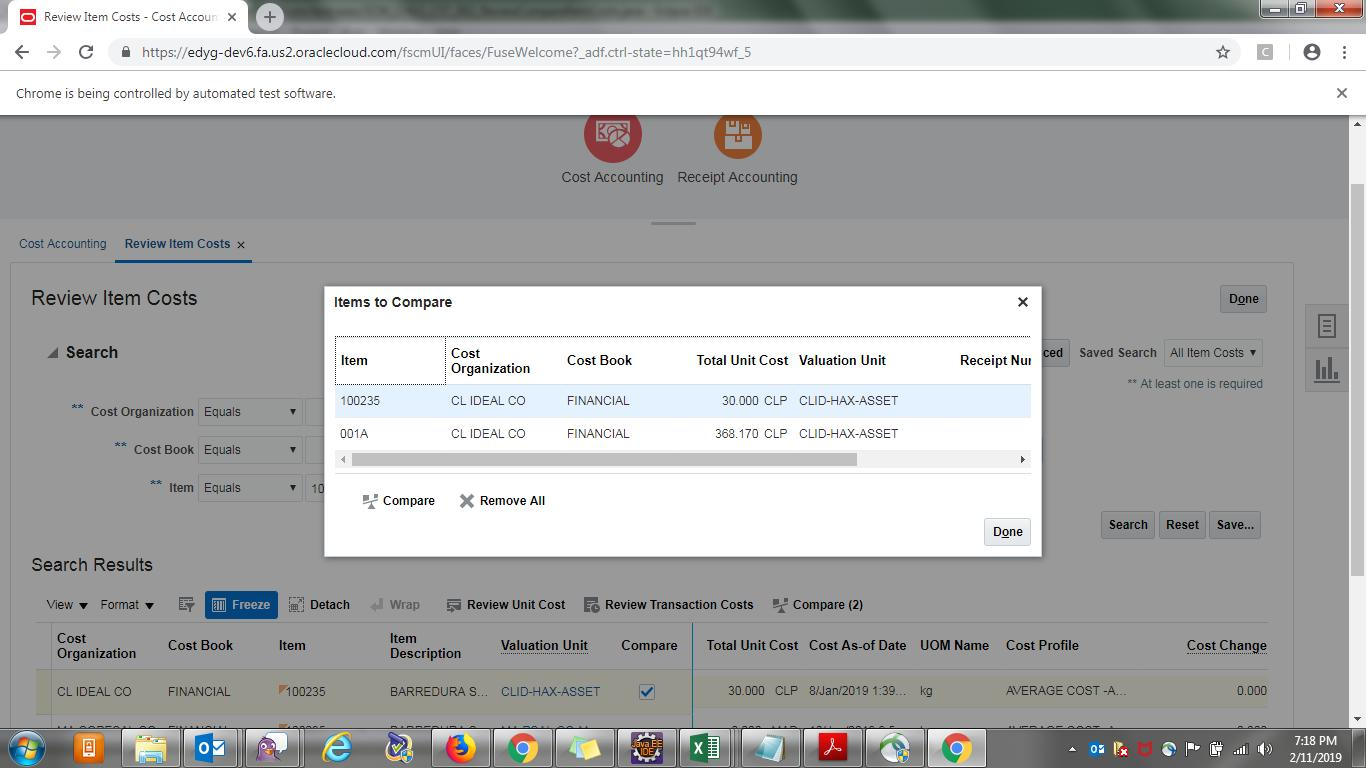 Review Item Costs - Cost Accoun
https://edyg-dev6.fa.us2.oraclecloud.com/fscmUI/faces/FuseWelcome?_adf.ctrl-state=hh1qt94wf_5
Chrome is being controlled by automated test software.
Cost Accounting Receipt Accounting
Cost Accounting Review Item Costs
Review Item Costs
Done
Search
ced Saved Search All Item Costs
** At least one is required
** Cost Organization Equals
** Cost Book Equals
** Item Equals 10
Search Reset Save...
Items to Compare
Item Cost Organization Cost Book Total Unit Cost Valuation Unit Receipt Nur
100235 CL IDEAL CO FINANCIAL 30.000 CLP CLID-HAX-ASSET
001A CL IDEAL CO FINANCIAL 368.170 CLP CLID-HAX-ASSET
Compare Remove All
Done
Search Results
View Format Freeze Detach Wrap Review Unit Cost Review Transaction Costs Compare (2)
Cost Organization Cost Book Item Item Description Valuation Unit Compare Total Unit Cost Cost As-of Date UOM Name Cost Profile Cost Change
CL IDEAL CO FINANCIAL 100235 BARREDURA S... CLID-HAX-ASSET 30.000 CLP 8/Jan/2019 1:39... kg AVERAGE COST -A... 0.000
7:18 PM
2/11/2019